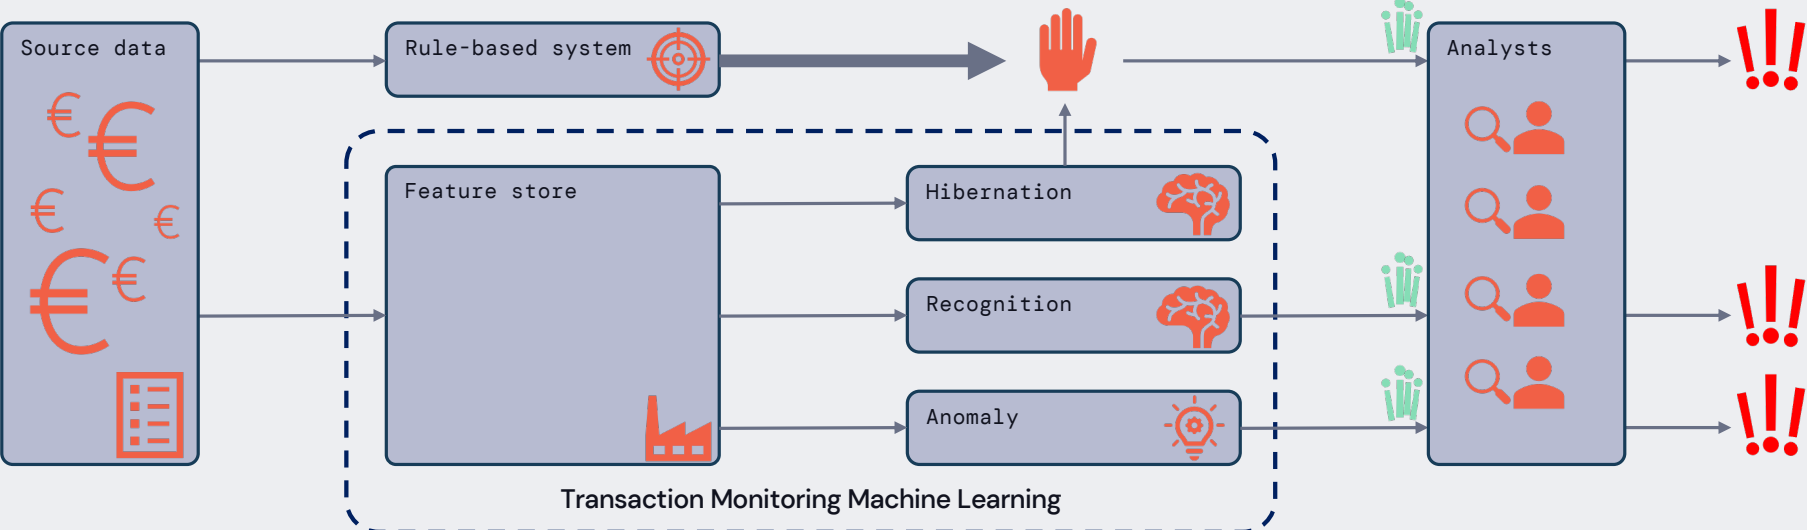 Source data
Rule-based system
Analysts
Feature store
Hibernation
Recognition
Anomaly
Transaction Monitoring Machine Learning